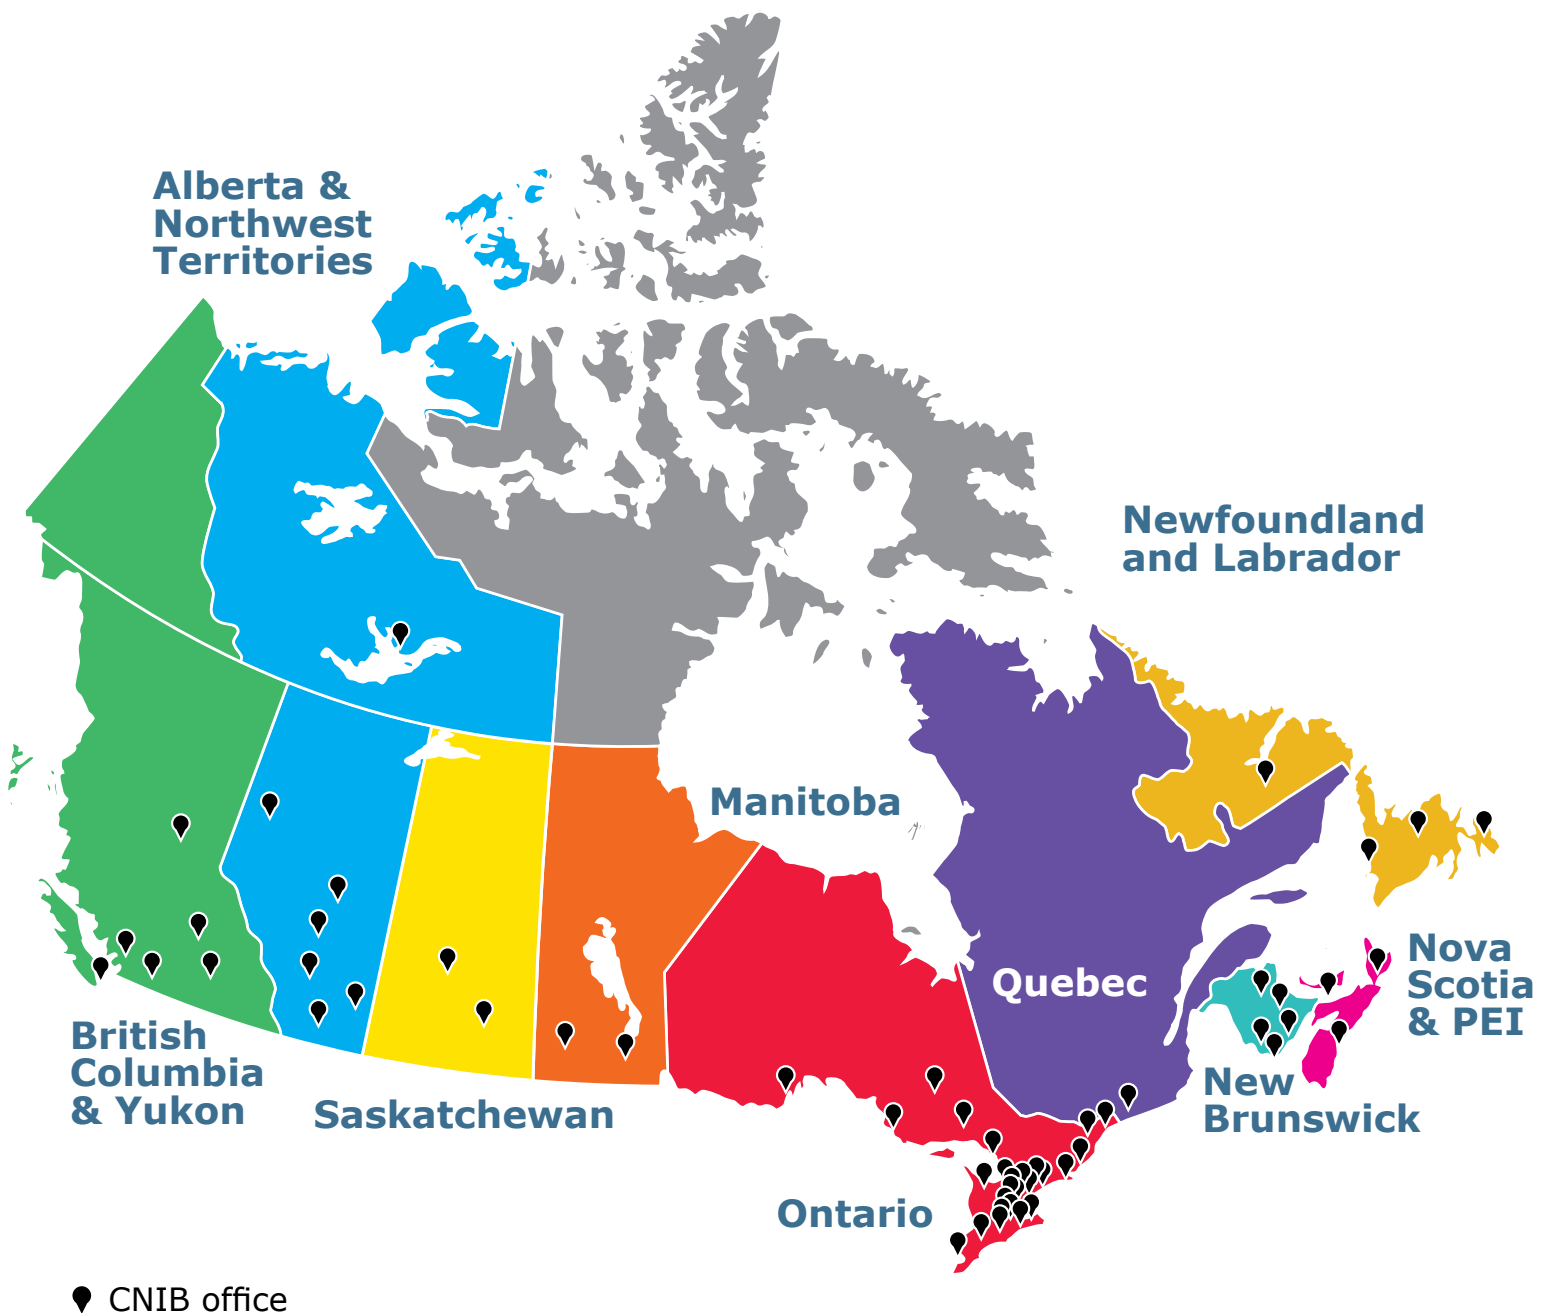 Alberta &
Northwest
Territories
Newfoundland
and Labrador
Manitoba
Quebec
Nova
Scotia
& PEI
British
Columbia
& Yukon
New
Brunswick
Saskatchewan
Ontario
CNIB office